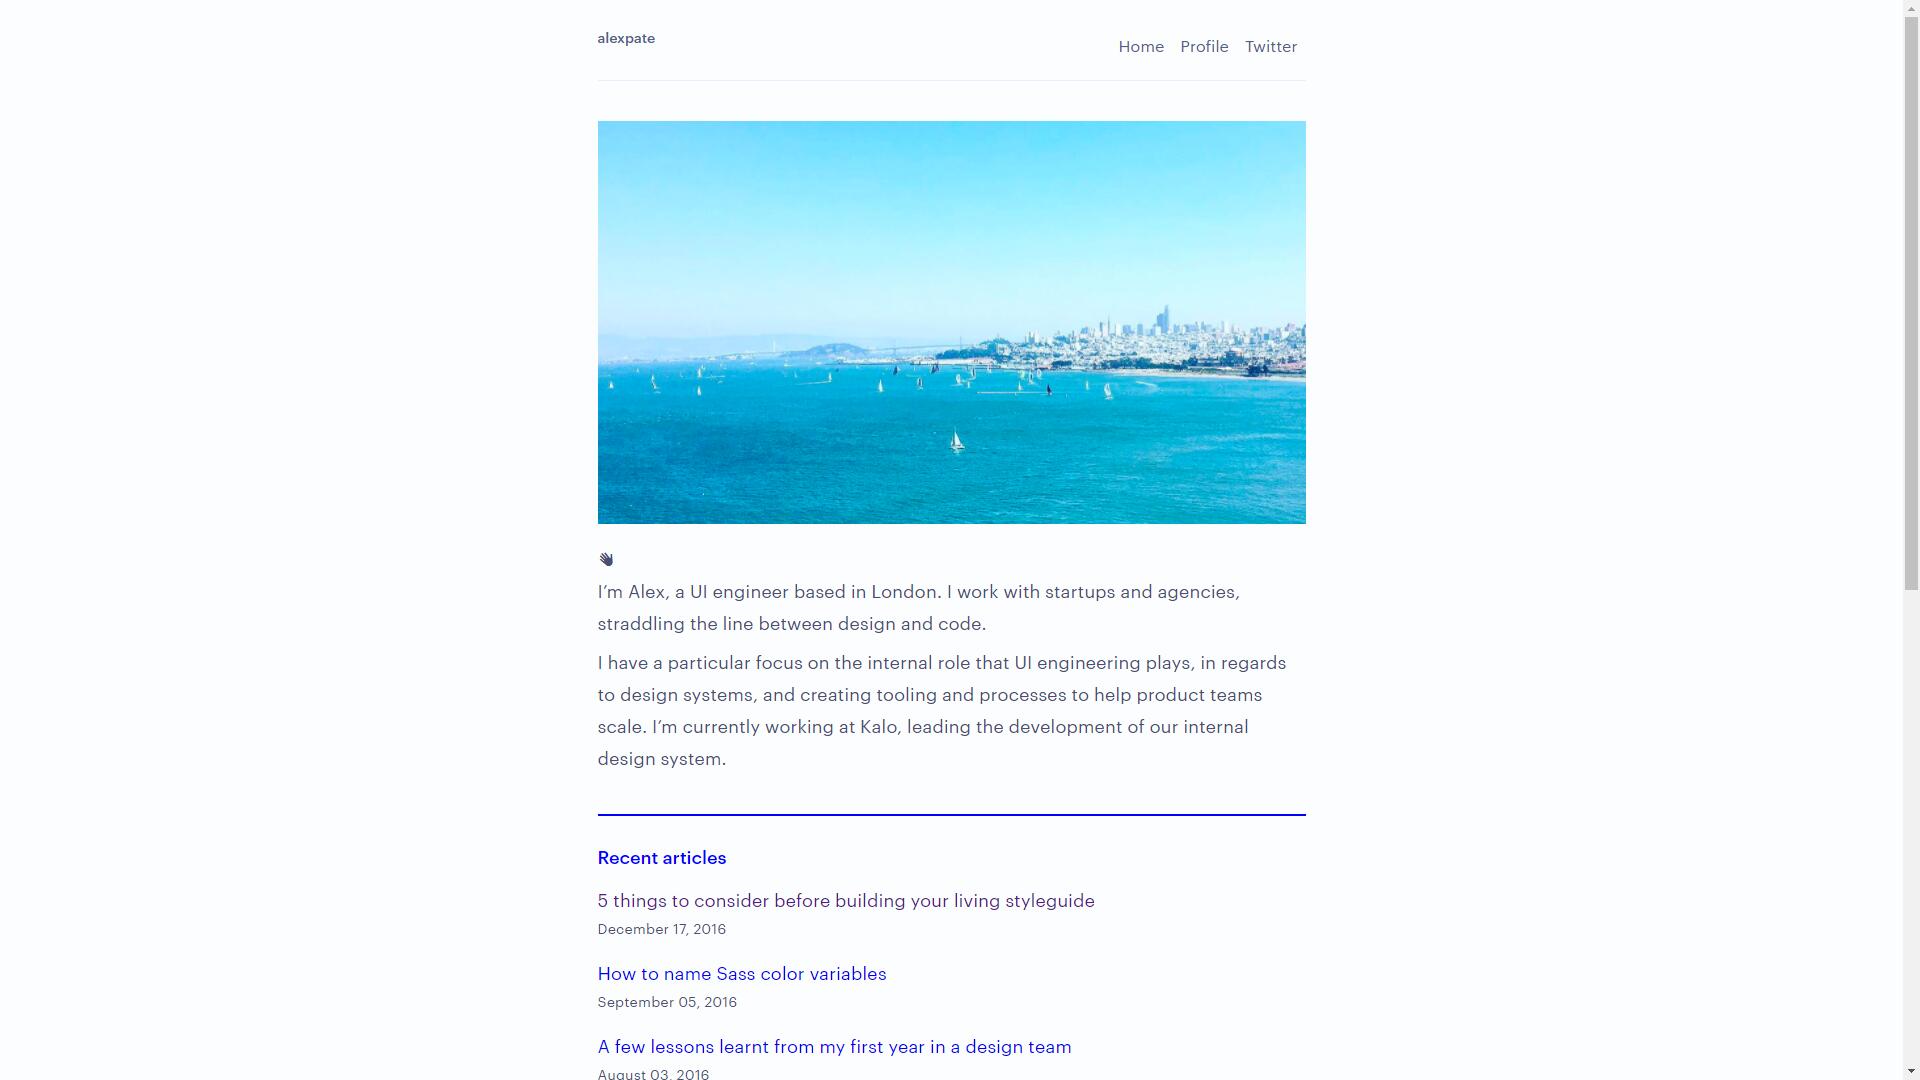 alexpate
Home Profile Twitter
👋
I’m Alex, a UI engineer based in London. I work with startups and agencies,
straddling the line between design and code.
I have a particular focus on the internal role that UI engineering plays, in regards
to design systems, and creating tooling and processes to help product teams
scale. I’m currently working at Kalo, leading the development of our internal
design system.
Recent articles
5 things to consider before building your living styleguide
December 17, 2016
How to name Sass color variables
September 05, 2016
A few lessons learnt from my first year in a design team
August 03, 2016